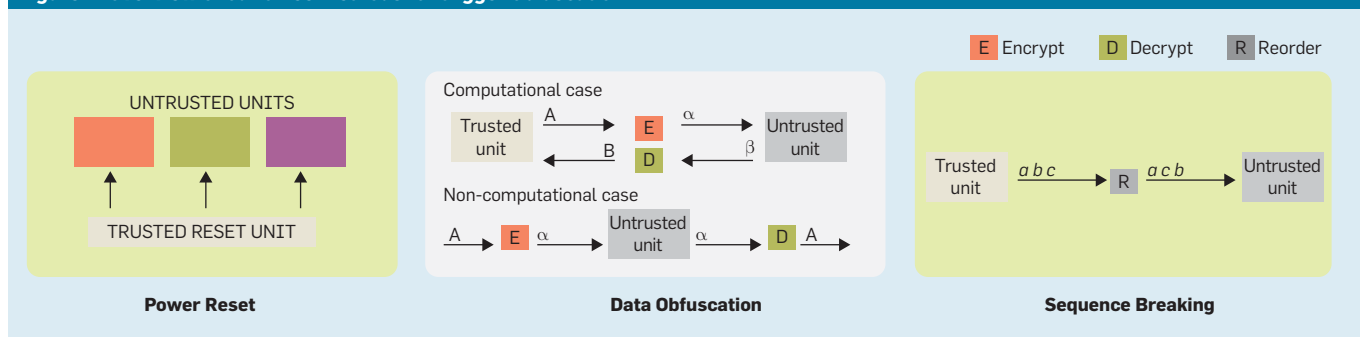 E Encrypt D Decrypt R Reorder
UNTRUSTED UNITS
TRUSTED RESET UNIT
Power Reset
Computational case
Trusted
unit
A
E
α
Untrusted
unit
B
D
β
Non-computational case
A
E
α
Untrusted
unit
α
D
A
Data Obfuscation
Trusted
unit
a b c
R
a c b
Untrusted
unit
Sequence Breaking